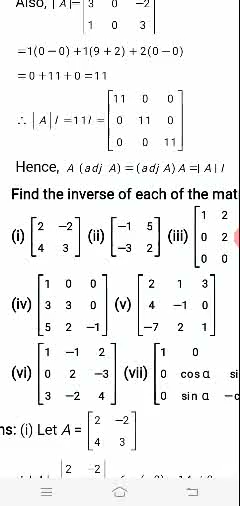 Also, |A|= 3 0 −2
1 0 3
=1(0−0)+1(9+2)+2(0−0)
=0+11+0=11
∴ |A|I=11I= [11 0 0
0 11 0
0 0 11]
Hence, A (adj A)=(adj A)A=|A|I
Find the inverse of each of the mat
(i) [2 −2
4 3] (ii) [−1 5
−3 2] (iii) [1 2
0 2
0 0
(iv) [1 0 0
3 3 0
5 2 −1] (v) [2 1 3
4 −1 0
−7 2 1]
(vi) [1 −1 2
0 2 −3
3 −2 4] (vii) [1 0
0 cos α si
0 sin α −c
ns: (i) Let A = [2 −2
4 3]
|2 −2|